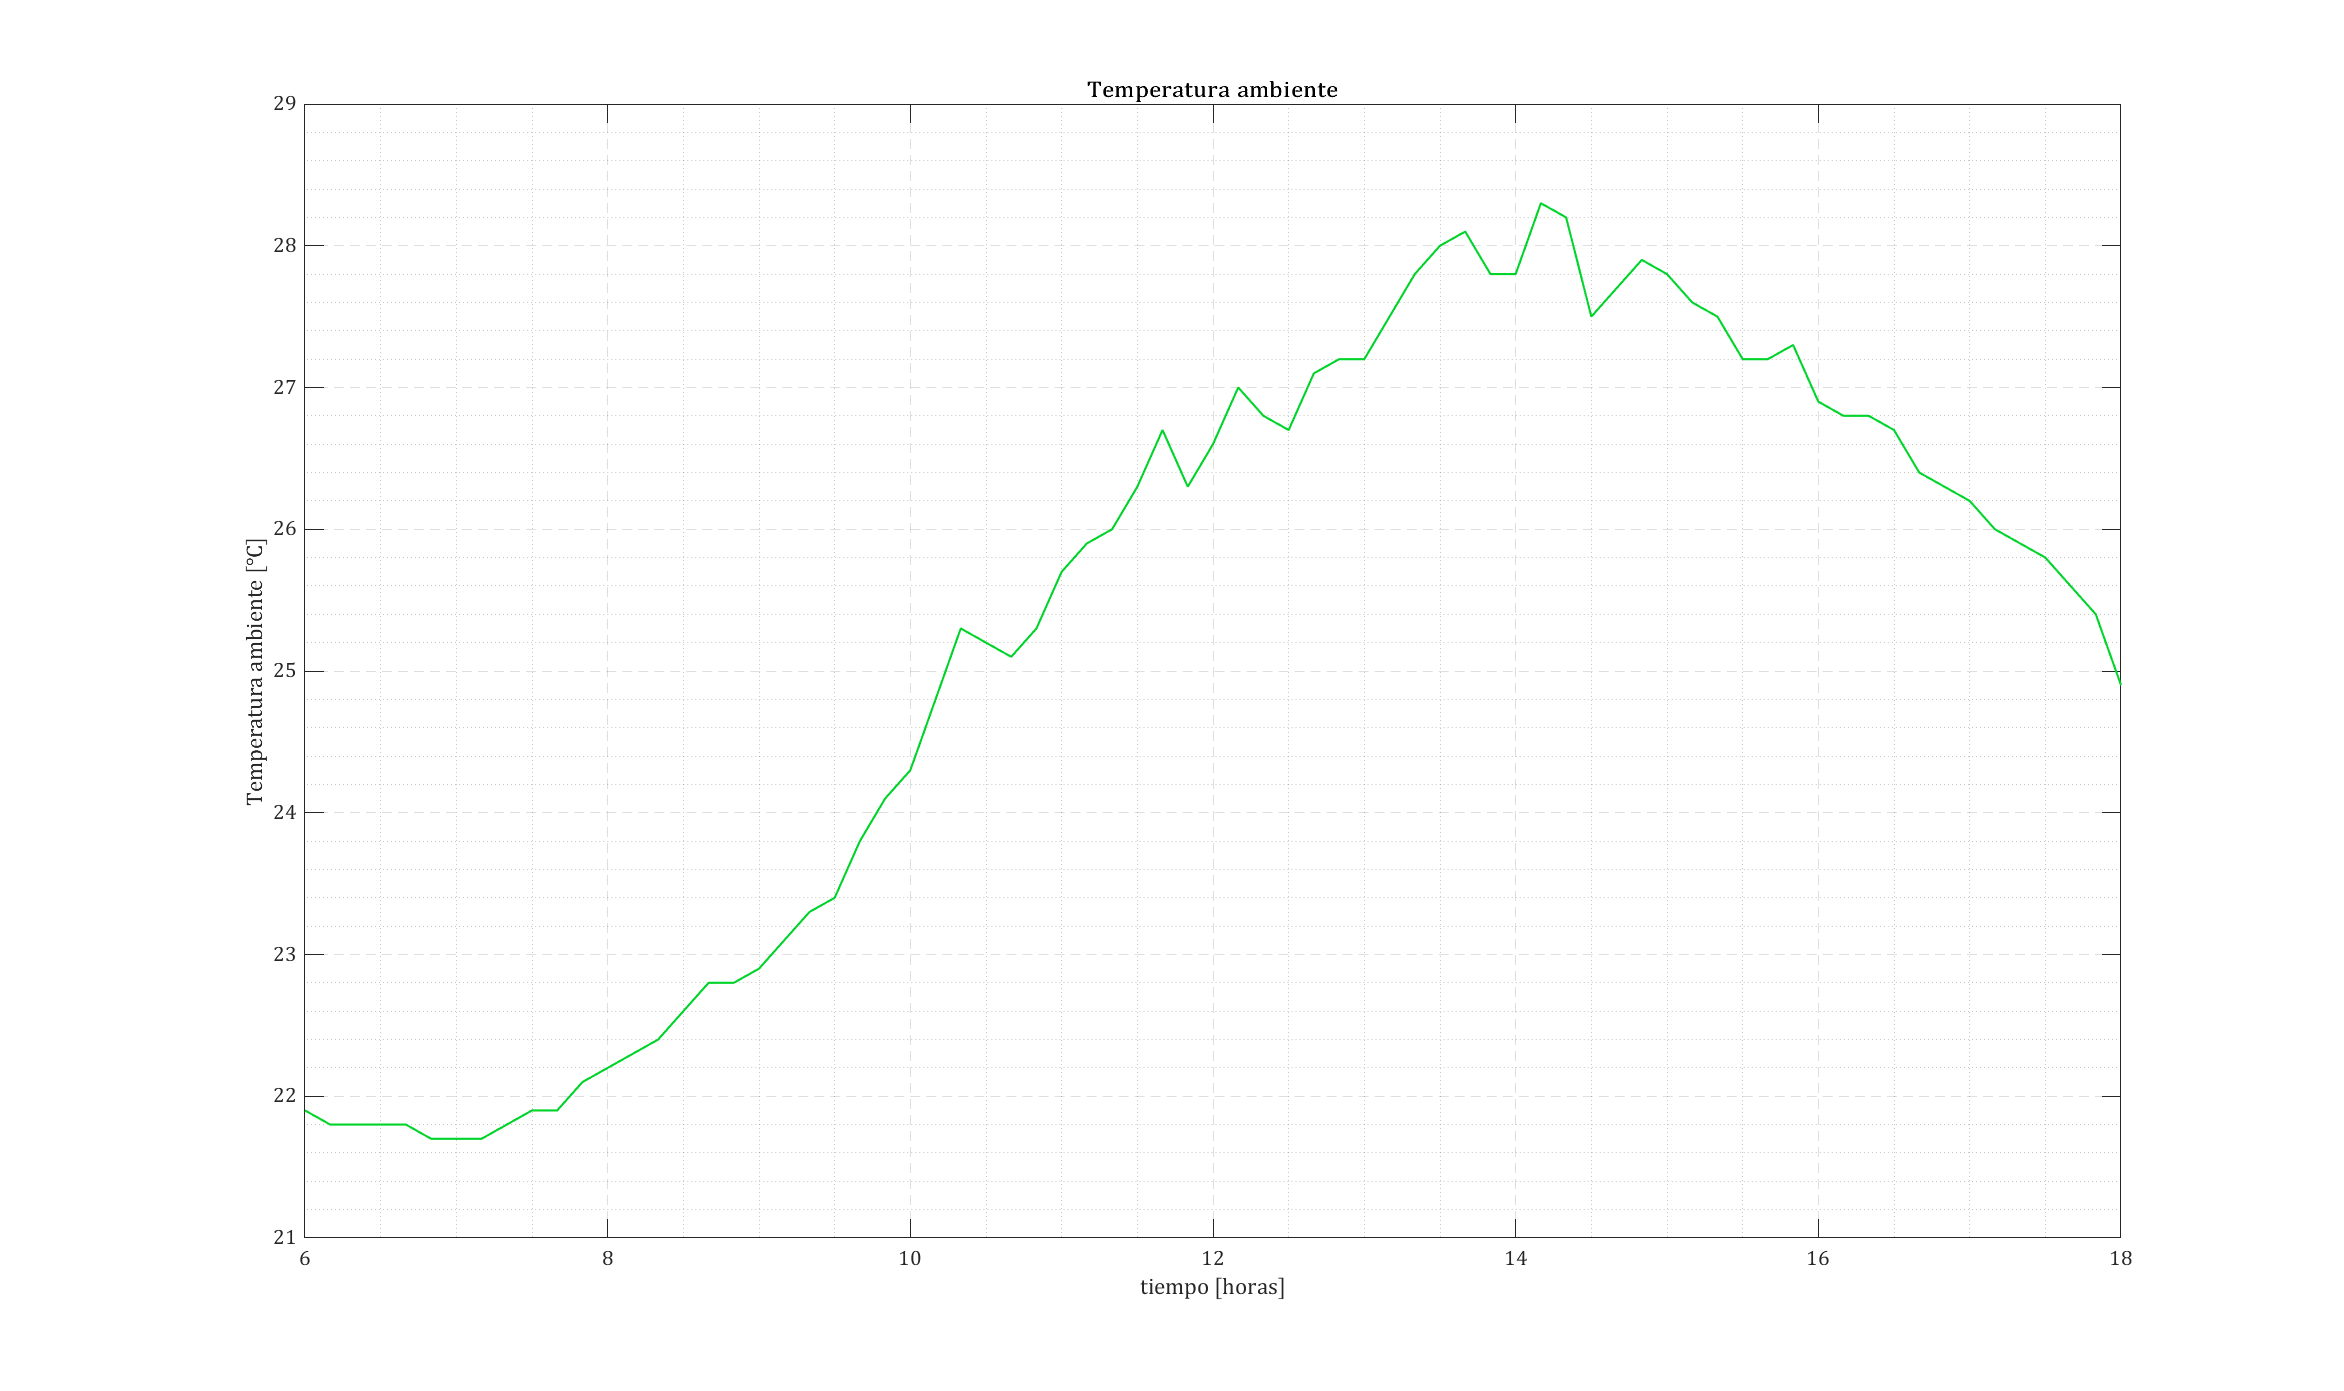 Temperatura ambiente
29
28
27
26
25
24
23
22
21
Temperatura ambiente [°C]
6 8 10 12 14 16 18
tiempo [horas]